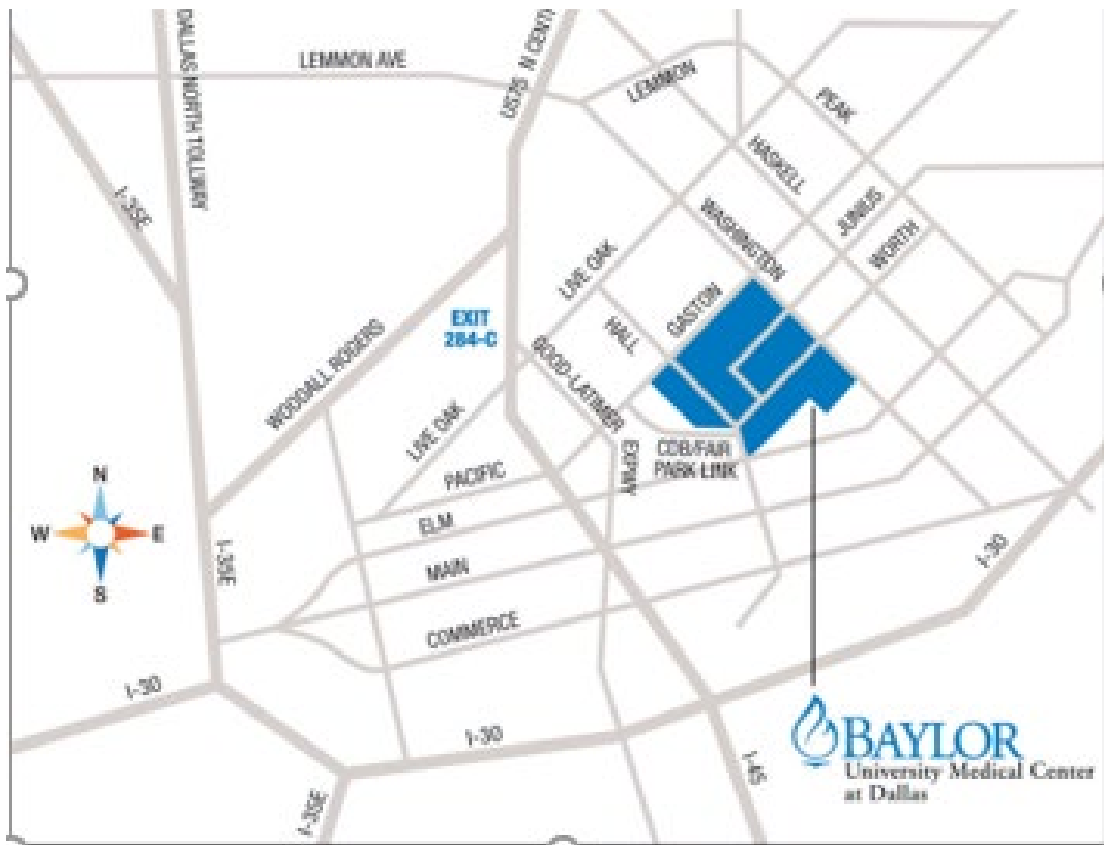 DALLAS NORTH TOLLWAY
LEMMON AVE
US75 N CENT
LEMMON
PEAK
I-35E
HASKELL
JUNIUS
WASHINGTON
WORTH
LIVE OAK
GASTON
EXIT
284-C
HALL
GOOD-LATIMER
EXPWY
WOODALL ROGERS
LIVE OAK
CDB/FAIR
PARK LINK
PACIFIC
ELM
MAIN
COMMERCE
N
W
E
S
I-35E
I-30
I-30
I-30
I-35E
I-45
BAYLOR
University Medical Center
at Dallas